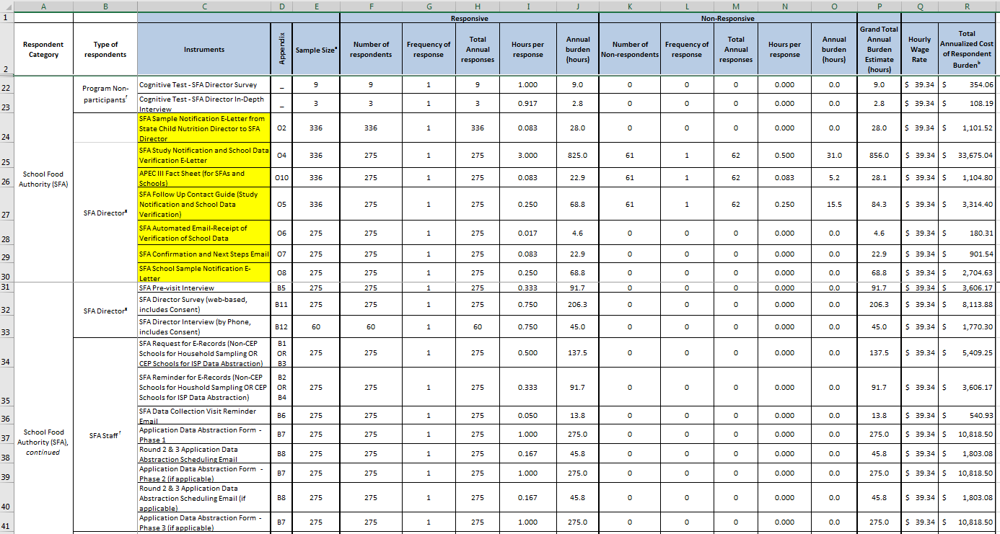 A B C D E F G H I J K L M N O P Q R
1 Responsive Non-Responsive
2 Respondent Category Type of respondents Instruments Appendix Sample Sizeª Number of respondents Frequency of response Total Annual responses Hours per response Annual burden (hours) Number of Non-respondents Frequency of response Total Annual responses Hours per response Annual burden (hours) Grand Total Annual Burden Estimate (hours) Hourly Wage Rate Total Annualized Cost of Respondent Burdenᵇ
School Food Authority (SFA)
Program Non-participentsᶠ
22 Cognitive Test - SFA Director Survey _ 9 9 1 9 1.000 9.0 0 0 0 0.000 0.0 9.0 $ 39.34 $ 354.06
23 Cognitive Test - SFA Director In-Depth Interview _ 3 3 1 3 0.917 2.8 0 0 0 0.000 0.0 2.8 $ 39.34 $ 108.19
24 SFA Sample Notification E-Letter from State Child Nutrition Director to SFA Director O2 336 336 1 336 0.083 28.0 0 0 0 0.000 0.0 28.0 $ 39.34 $ 1,101.52
SFA Directorᵍ
25 SFA Study Notification and School Data Verification E-Letter O4 336 275 1 275 3.000 825.0 61 1 62 0.500 31.0 856.0 $ 39.34 $ 33,675.04
26 APEC III Fact Sheet (for SFAs and Schools) O10 336 275 1 275 0.083 22.9 61 1 62 0.083 5.2 28.1 $ 39.34 $ 1,104.80
27 SFA Follow Up Contact Guide (Study Notification and School Data Verification) O5 336 275 1 275 0.250 68.8 61 1 62 0.250 15.5 84.3 $ 39.34 $ 3,314.40
28 SFA Automated Email-Receipt of Verification of School Data O6 275 275 1 275 0.017 4.6 0 0 0 0.000 0.0 4.6 $ 39.34 $ 180.31
29 SFA Confirmation and Next Steps Email O7 275 275 1 275 0.083 22.9 0 0 0 0.000 0.0 22.9 $ 39.34 $ 901.54
30 SFA School Sample Notification E-Letter O8 275 275 1 275 0.250 68.8 0 0 0 0.000 0.0 68.8 $ 39.34 $ 2,704.63
School Food Authority (SFA), continued
SFA Directorᵍ
31 SFA Pre-visit Interview B5 275 275 1 275 0.333 91.7 0 0 0 0.000 0.0 91.7 $ 39.34 $ 3,606.17
32 SFA Director Survey (web-based, includes Consent) B11 275 275 1 275 0.750 206.3 0 0 0 0.000 0.0 206.3 $ 39.34 $ 8,113.88
33 SFA Director Interview (by Phone, includes Consent) B12 60 60 1 60 0.750 45.0 0 0 0 0.000 0.0 45.0 $ 39.34 $ 1,770.30
SFA Staffᶠ
34 SFA Request for E-Records (Non-CEP Schools for Household Sampling OR CEP Schools for ISP Data Abstraction) B1 OR B3 275 275 1 275 0.500 137.5 0 0 0 0.000 0.0 137.5 $ 39.34 $ 5,409.25
35 SFA Reminder for E-Records (Non-CEP Schools for Houshold Sampling OR CEP Schools for ISP Data Abstraction) B2 OR B4 275 275 1 275 0.333 91.7 0 0 0 0.000 0.0 91.7 $ 39.34 $ 3,606.17
36 SFA Data Collection Visit Reminder Email B6 275 275 1 275 0.050 13.8 0 0 0 0.000 0.0 13.8 $ 39.34 $ 540.93
37 Application Data Abstraction Form - Phase 1 B7 275 275 1 275 1.000 275.0 0 0 0 0.000 0.0 275.0 $ 39.34 $ 10,818.50
38 Round 2 & 3 Application Data Abstraction Scheduling Email B8 275 275 1 275 0.167 45.8 0 0 0 0.000 0.0 45.8 $ 39.34 $ 1,803.08
39 Application Data Abstraction Form - Phase 2 (if applicable) B7 275 275 1 275 1.000 275.0 0 0 0 0.000 0.0 275.0 $ 39.34 $ 10,818.50
40 Round 2 & 3 Application Data Abstraction Scheduling Email (if applicable) B8 275 275 1 275 0.167 45.8 0 0 0 0.000 0.0 45.8 $ 39.34 $ 1,803.08
41 Application Data Abstraction Form - Phase 3 (if applicable) B7 275 275 1 275 1.000 275.0 0 0 0 0.000 0.0 275.0 $ 39.34 $ 10,818.50